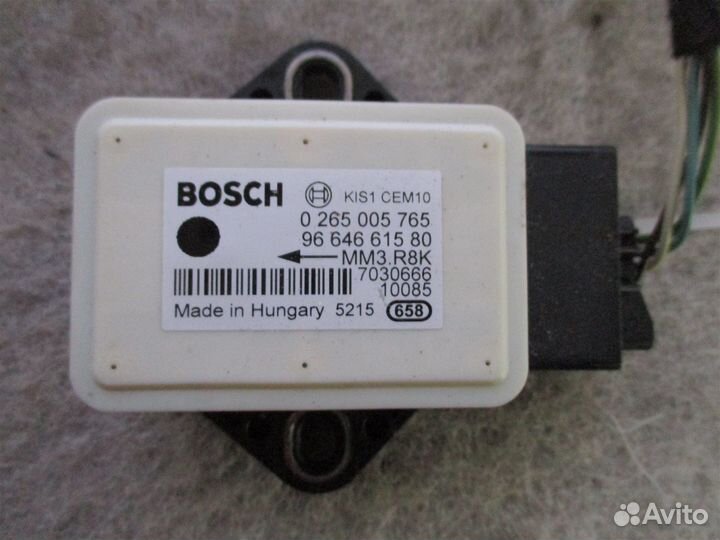 BOSCH KIS1 CEM10
0 265 005 765
96 646 615 80
MM3.R8K
7030666
10085
Made in Hungary 5215 658
Avito